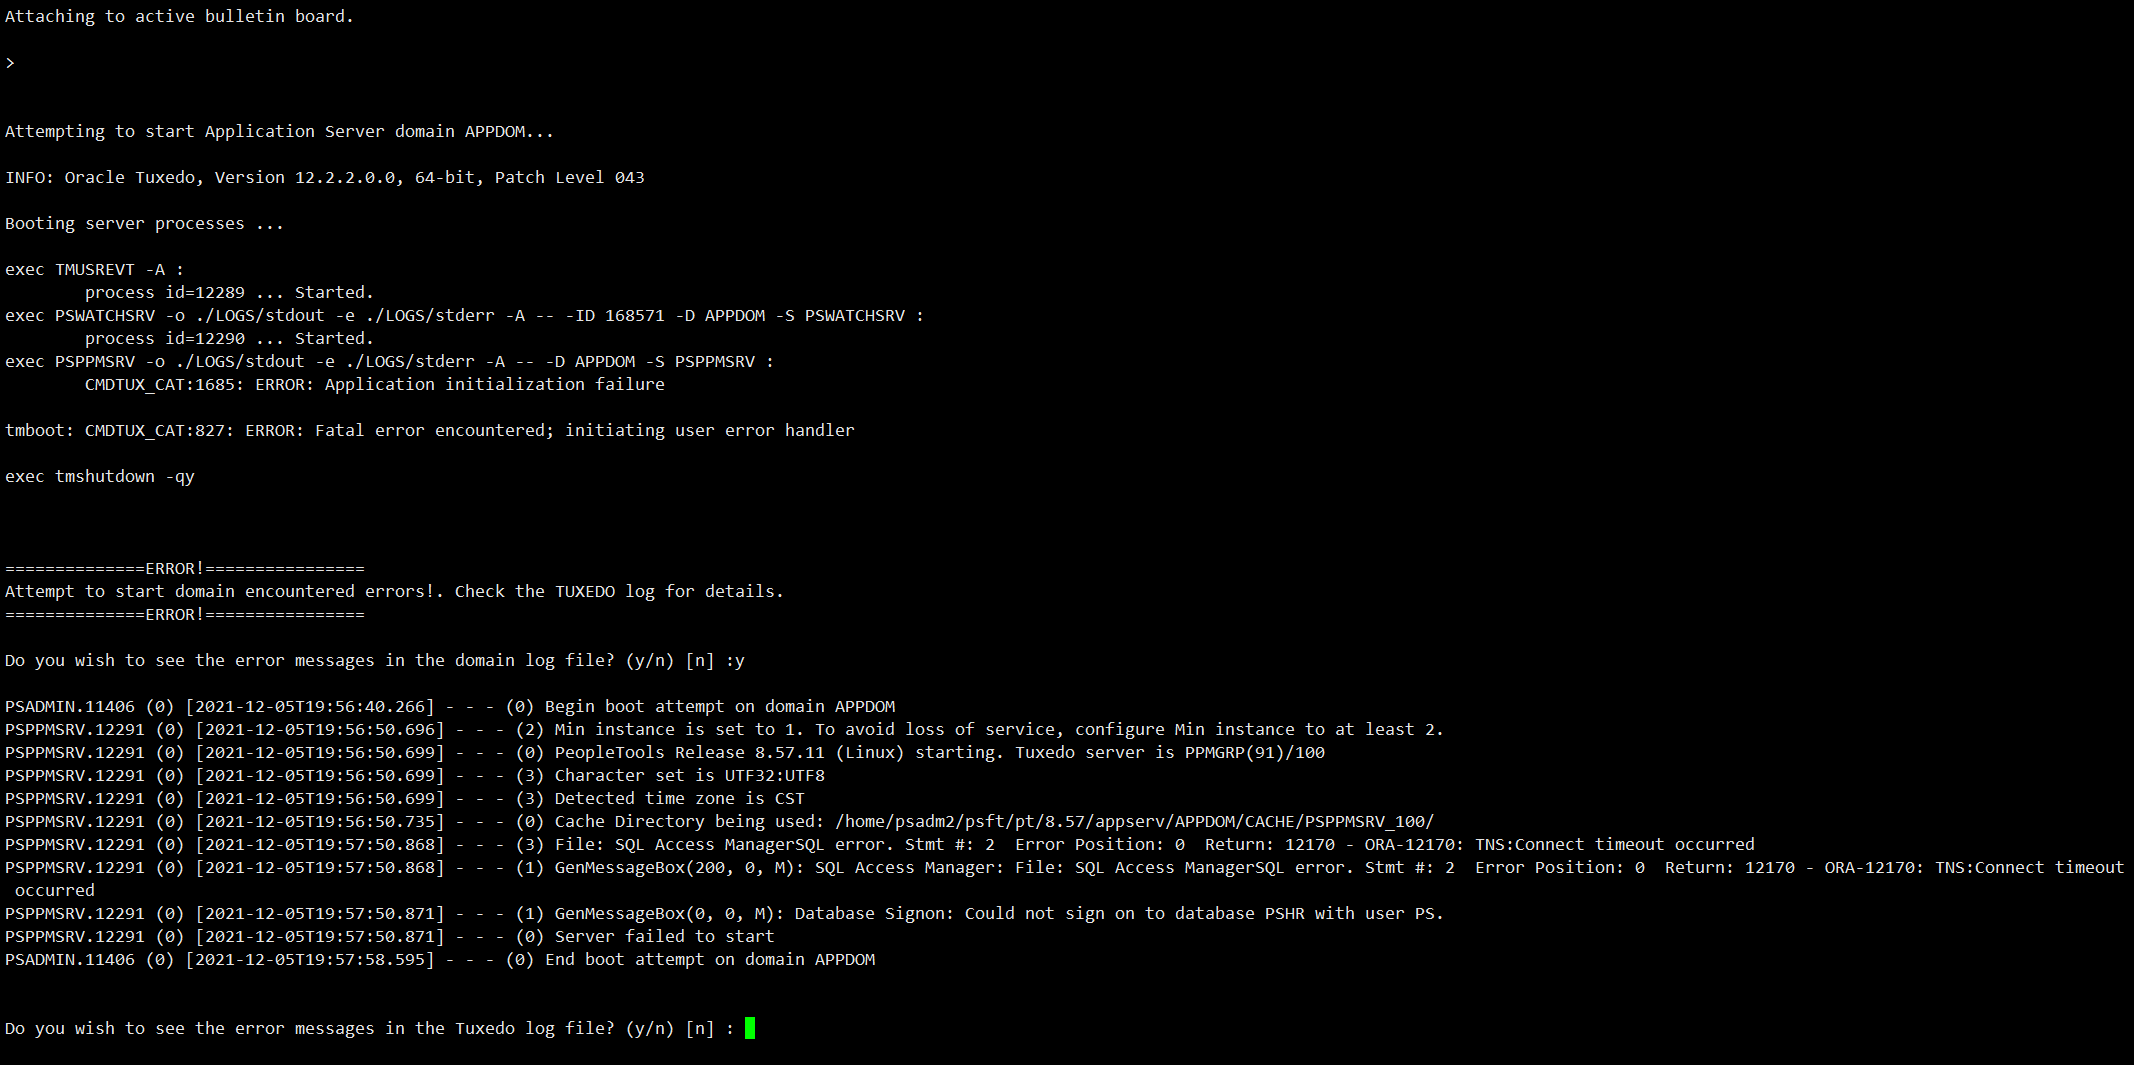 Attaching to active bulletin board.
>
Attempting to start Application Server domain APPDOM...
INFO: Oracle Tuxedo, Version 12.2.2.0.0, 64-bit, Patch Level 043
Booting server processes ...
exec TMUSREVT -A :
process id=12289 ... Started.
exec PSWATCHSRV -o ./LOGS/stdout -e ./LOGS/stderr -A -- -ID 168571 -D APPDOM -S PSWATCHSRV :
process id=12290 ... Started.
exec PSPPMSRV -o ./LOGS/stdout -e ./LOGS/stderr -A -- -D APPDOM -S PSPPMSRV :
CMDTUX_CAT:1685: ERROR: Application initialization failure
tmboot: CMDTUX_CAT:827: ERROR: Fatal error encountered; initiating user error handler
exec tmshutdown -qy
==============ERROR!================
Attempt to start domain encountered errors!. Check the TUXEDO log for details.
==============ERROR!================
Do you wish to see the error messages in the domain log file? (y/n) [n] :y
PSADMIN.11406 (0) [2021-12-05T19:56:40.266] - - - (0) Begin boot attempt on domain APPDOM
PSPPMSRV.12291 (0) [2021-12-05T19:56:50.696] - - - (2) Min instance is set to 1. To avoid loss of service, configure Min instance to at least 2.
PSPPMSRV.12291 (0) [2021-12-05T19:56:50.699] - - - (0) PeopleTools Release 8.57.11 (Linux) starting. Tuxedo server is PPMGRP(91)/100
PSPPMSRV.12291 (0) [2021-12-05T19:56:50.699] - - - (3) Character set is UTF32:UTF8
PSPPMSRV.12291 (0) [2021-12-05T19:56:50.699] - - - (3) Detected time zone is CST
PSPPMSRV.12291 (0) [2021-12-05T19:56:50.735] - - - (0) Cache Directory being used: /home/psadm2/psft/pt/8.57/appserv/APPDOM/CACHE/PSPPMSRV_100/
PSPPMSRV.12291 (0) [2021-12-05T19:57:50.868] - - - (3) File: SQL Access ManagerSQL error. Stmt #: 2  Error Position: 0  Return: 12170 - ORA-12170: TNS:Connect timeout occurred
PSPPMSRV.12291 (0) [2021-12-05T19:57:50.868] - - - (1) GenMessageBox(200, 0, M): SQL Access Manager: File: SQL Access ManagerSQL error. Stmt #: 2  Error Position: 0  Return: 12170 - ORA-12170: TNS:Connect timeout
occurred
PSPPMSRV.12291 (0) [2021-12-05T19:57:50.871] - - - (1) GenMessageBox(0, 0, M): Database Signon: Could not sign on to database PSHR with user PS.
PSPPMSRV.12291 (0) [2021-12-05T19:57:50.871] - - - (0) Server failed to start
PSADMIN.11406 (0) [2021-12-05T19:57:58.595] - - - (0) End boot attempt on domain APPDOM
Do you wish to see the error messages in the Tuxedo log file? (y/n) [n] :